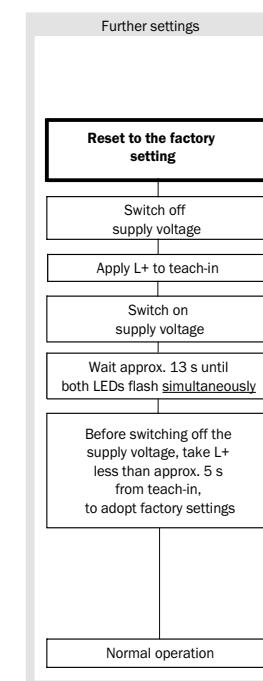 Further settings
Reset to the factory
setting
Switch off
supply voltage
Apply L+ to teach-in
Switch on
supply voltage
Wait approx. 13 s until
both LEDs flash simultaneously
Before switching off the
supply voltage, take L+
less than approx. 5 s
from teach-in,
to adopt factory settings
Normal operation